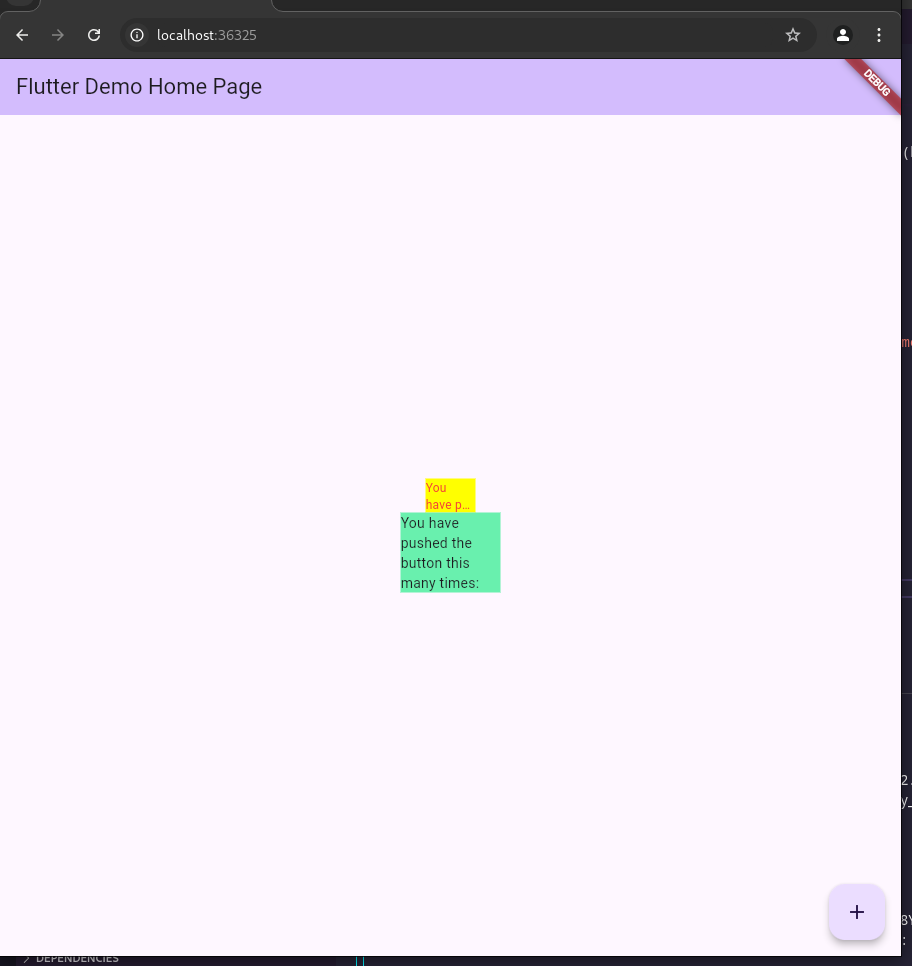 localhost:36325
Flutter Demo Home Page
DEBUG
You
have p...
You have
pushed the
button this
many times:
DEPENDENCIES